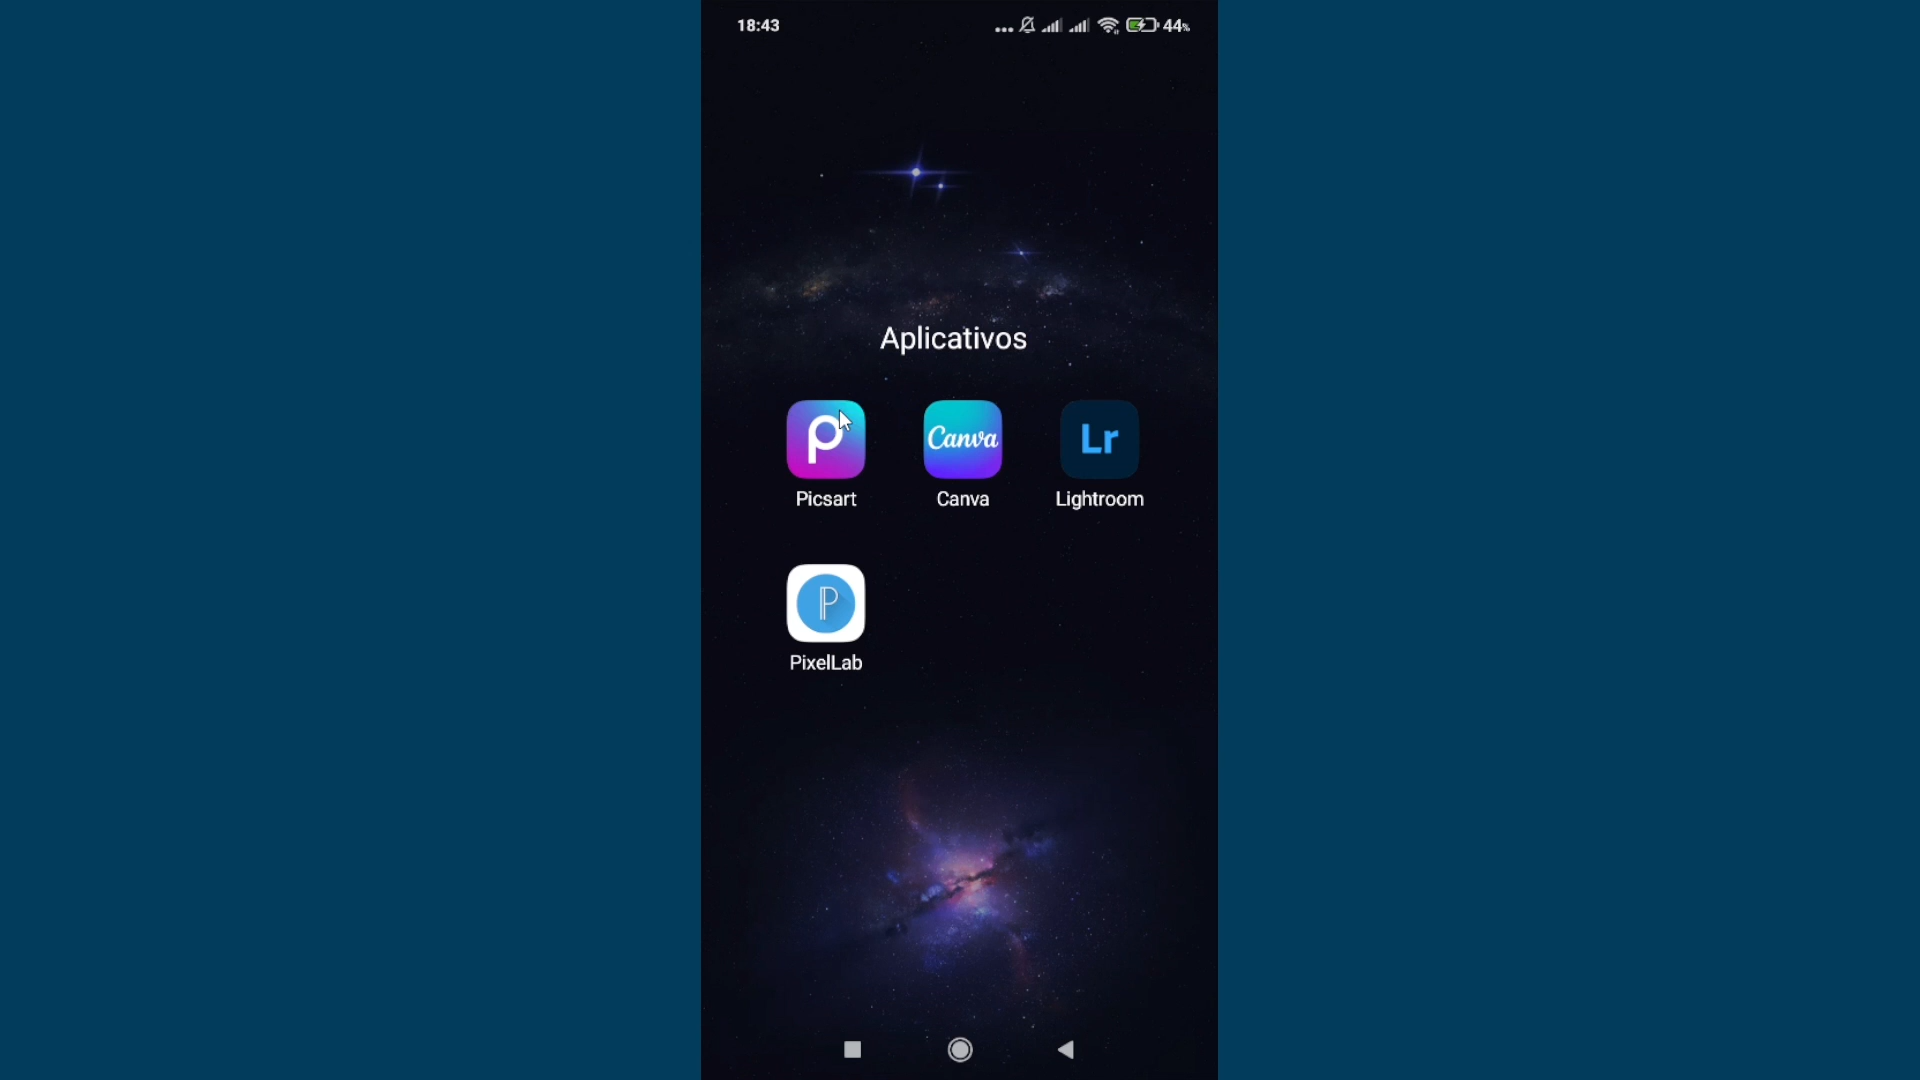 18:43
44%
Aplicativos
Canva
Lr
Picsart
Canva
Lightroom
P
PixelLab